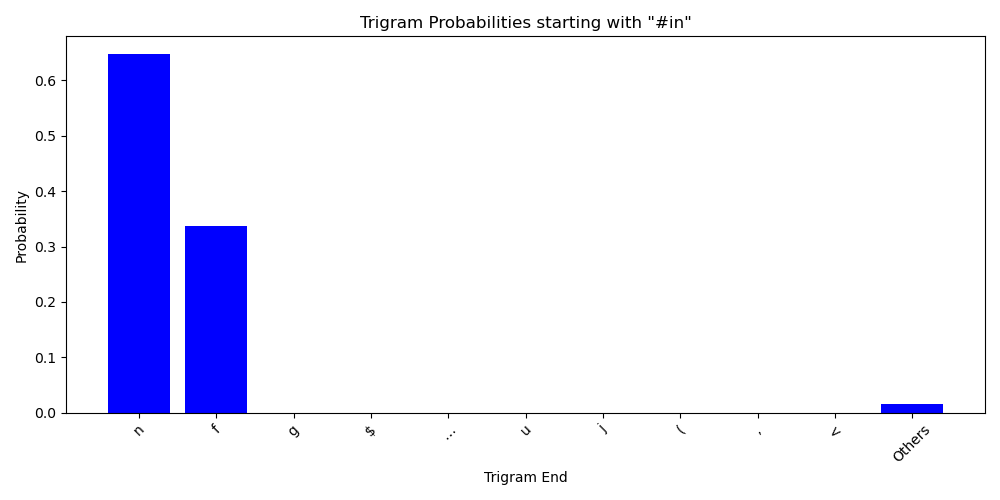 Trigram Probabilities starting with "#in"
Probability
0.6
0.5
0.4
0.3
0.2
0.1
0.0
n f g $ ... u j ( , < Others
Trigram End